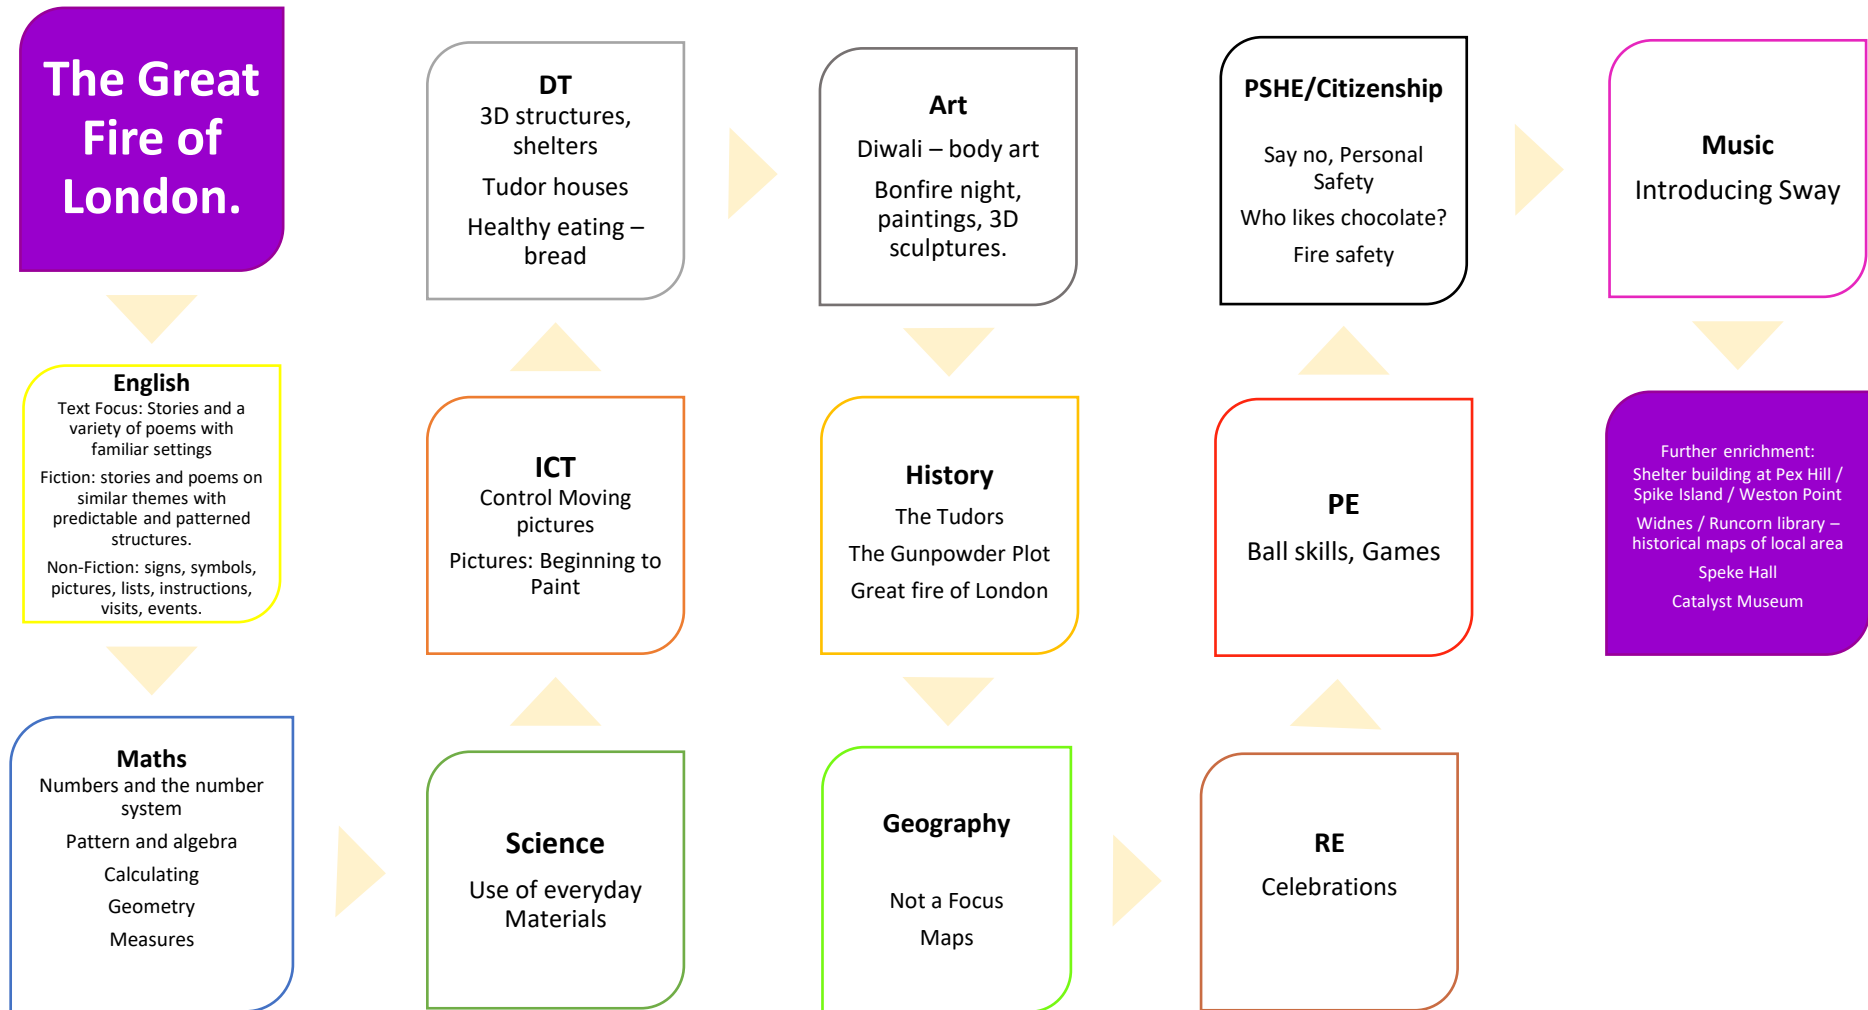 The Great
Fire of
London.
English
Text Focus: Stories and a
variety of poems with
familiar settings
Fiction: stories and poems on
similar themes with
predictable and patterned
structures.
Non-Fiction: signs, symbols,
pictures, lists, instructions,
visits, events.
Maths
Numbers and the number
system
Pattern and algebra
Calculating
Geometry
Measures
Science
Use of everyday
Materials
ICT
Control Moving
pictures
Pictures: Beginning to
Paint
DT
3D structures,
shelters
Tudor houses
Healthy eating –
bread
Art
Diwali – body art
Bonfire night,
paintings, 3D
sculptures.
History
The Tudors
The Gunpowder Plot
Great fire of London
Geography
Not a Focus
Maps
RE
Celebrations
PE
Ball skills, Games
PSHE/Citizenship
Say no, Personal
Safety
Who likes chocolate?
Fire safety
Music
Introducing Sway
Further enrichment:
Shelter building at Pex Hill /
Spike Island / Weston Point
Widnes / Runcorn library –
historical maps of local area
Speke Hall
Catalyst Museum